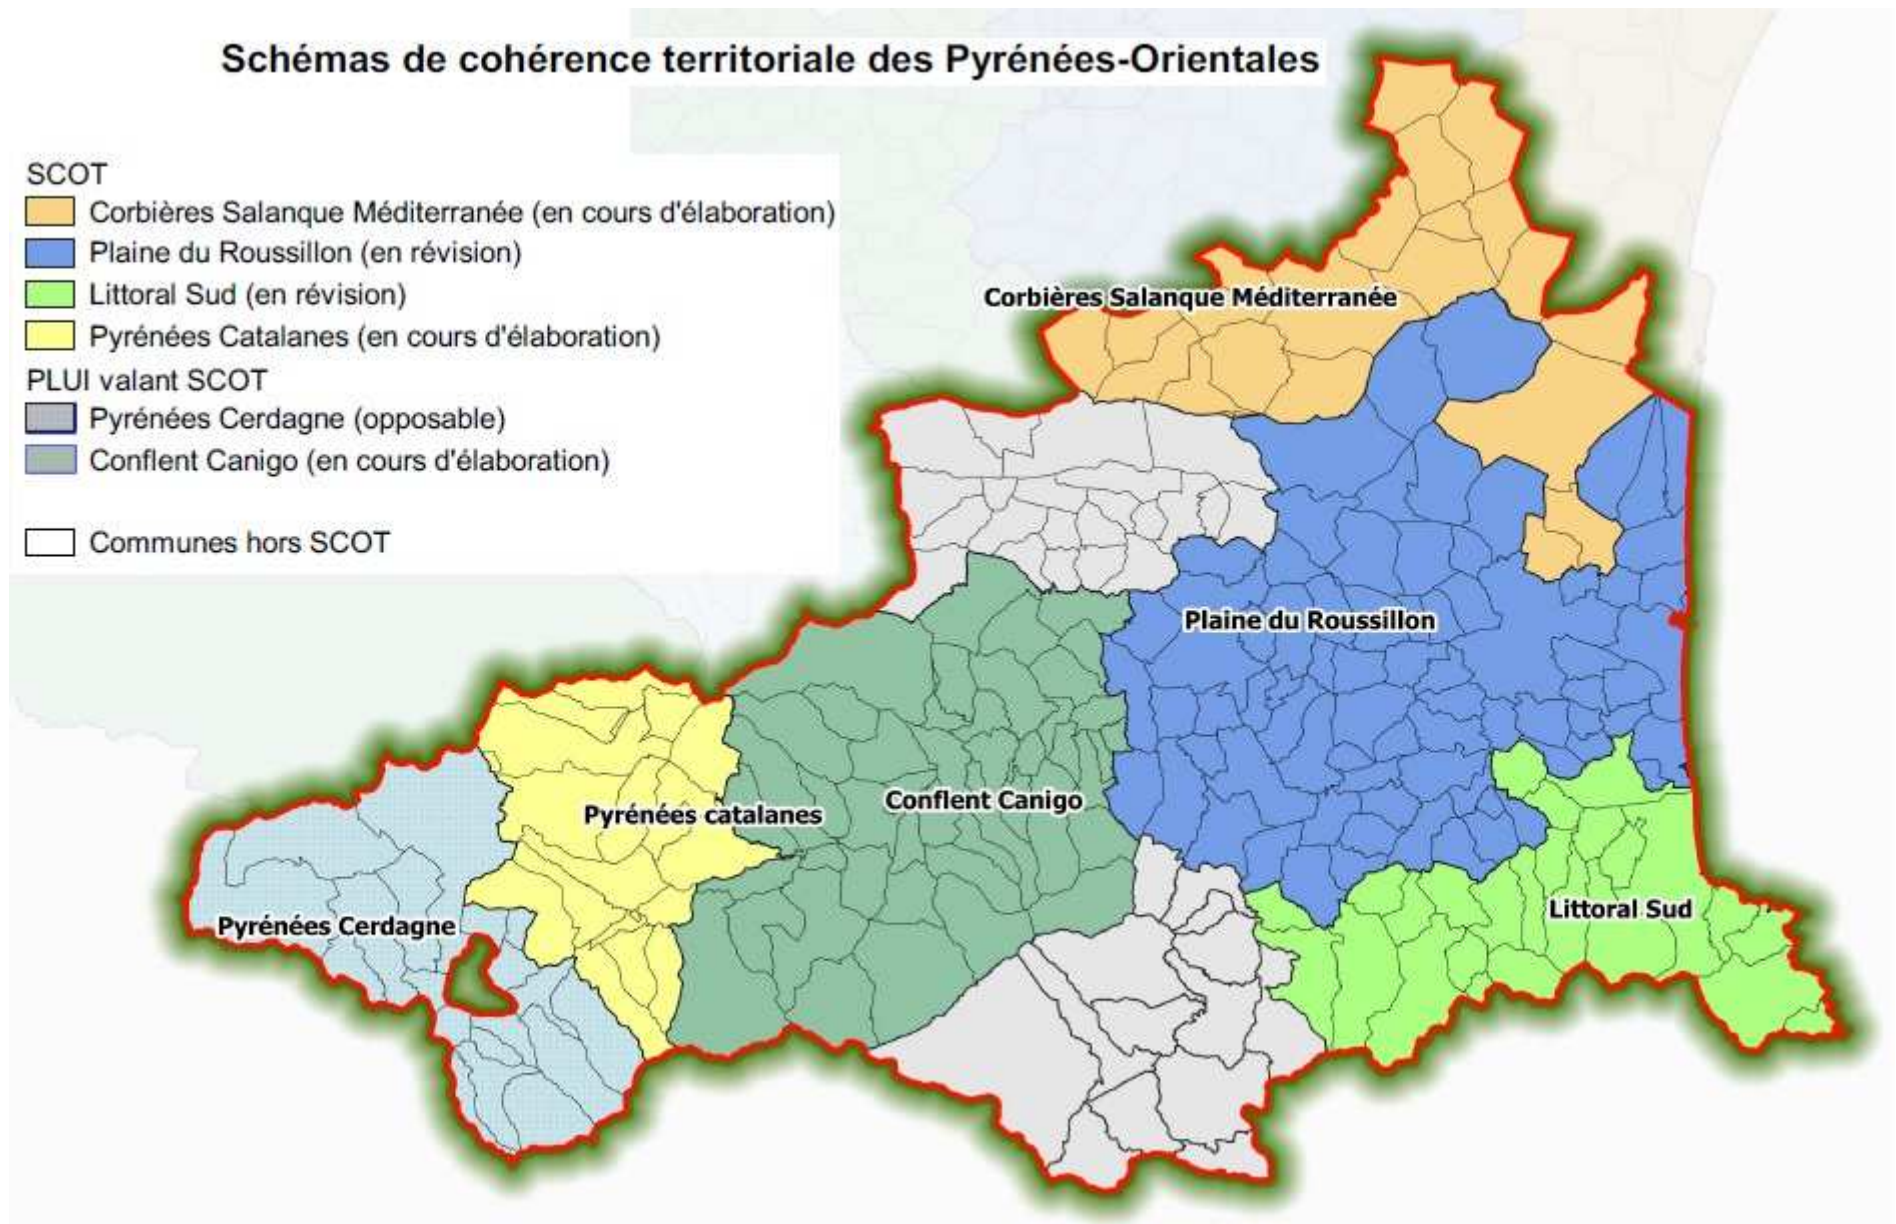 Schémas de cohérence territoriale des Pyrénées-Orientales
SCOT
Corbières Salanque Méditerranée (en cours d'élaboration)
Plaine du Roussillon (en révision)
Littoral Sud (en révision)
Pyrénées Catalanes (en cours d'élaboration)
PLUI valant SCOT
Pyrénées Cerdagne (opposable)
Conflent Canigo (en cours d'élaboration)
Communes hors SCOT
Corbières Salanque Méditerranée
Plaine du Roussillon
Conflent Canigo
Pyrénées catalanes
Littoral Sud
Pyrénées Cerdagne